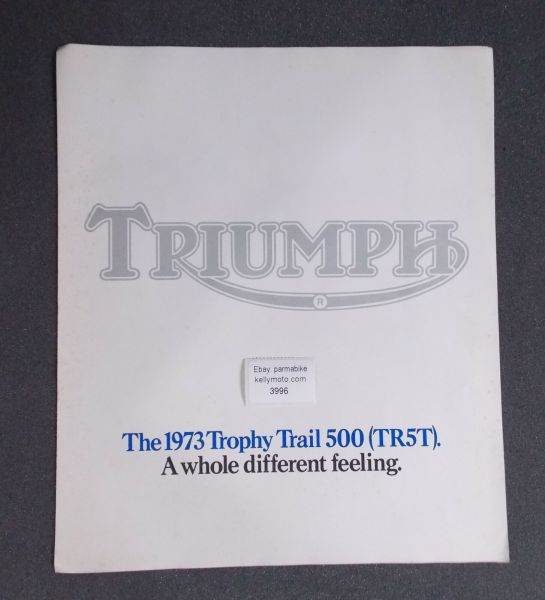 TRIUMPH
®
Ebay parmabike
kellymoto.com
3996
The 1973 Trophy Trail 500 (TR5T).
A whole different feeling.